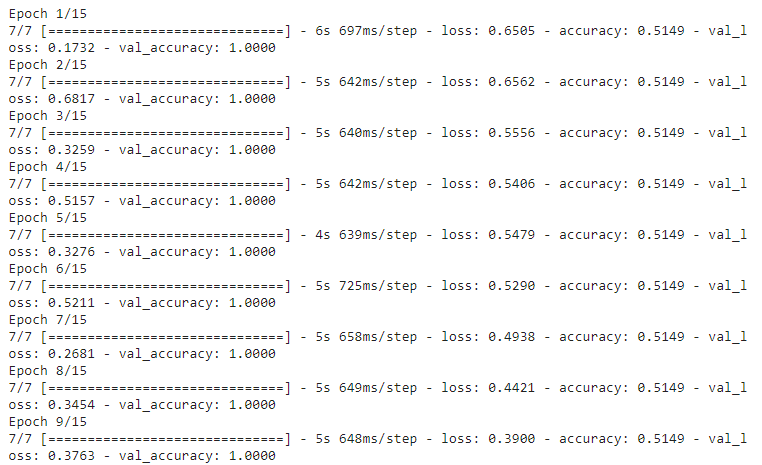 Epoch 1/15
7/7 [==============================] - 6s 697ms/step - loss: 0.6505 - accuracy: 0.5149 - val_l
oss: 0.1732 - val_accuracy: 1.0000
Epoch 2/15
7/7 [==============================] - 5s 642ms/step - loss: 0.6562 - accuracy: 0.5149 - val_l
oss: 0.6817 - val_accuracy: 1.0000
Epoch 3/15
7/7 [==============================] - 5s 640ms/step - loss: 0.5556 - accuracy: 0.5149 - val_l
oss: 0.3259 - val_accuracy: 1.0000
Epoch 4/15
7/7 [==============================] - 5s 642ms/step - loss: 0.5406 - accuracy: 0.5149 - val_l
oss: 0.5157 - val_accuracy: 1.0000
Epoch 5/15
7/7 [==============================] - 4s 639ms/step - loss: 0.5479 - accuracy: 0.5149 - val_l
oss: 0.3276 - val_accuracy: 1.0000
Epoch 6/15
7/7 [==============================] - 5s 725ms/step - loss: 0.5290 - accuracy: 0.5149 - val_l
oss: 0.5211 - val_accuracy: 1.0000
Epoch 7/15
7/7 [==============================] - 5s 658ms/step - loss: 0.4938 - accuracy: 0.5149 - val_l
oss: 0.2681 - val_accuracy: 1.0000
Epoch 8/15
7/7 [==============================] - 5s 649ms/step - loss: 0.4421 - accuracy: 0.5149 - val_l
oss: 0.3454 - val_accuracy: 1.0000
Epoch 9/15
7/7 [==============================] - 5s 648ms/step - loss: 0.3900 - accuracy: 0.5149 - val_l
oss: 0.3763 - val_accuracy: 1.0000